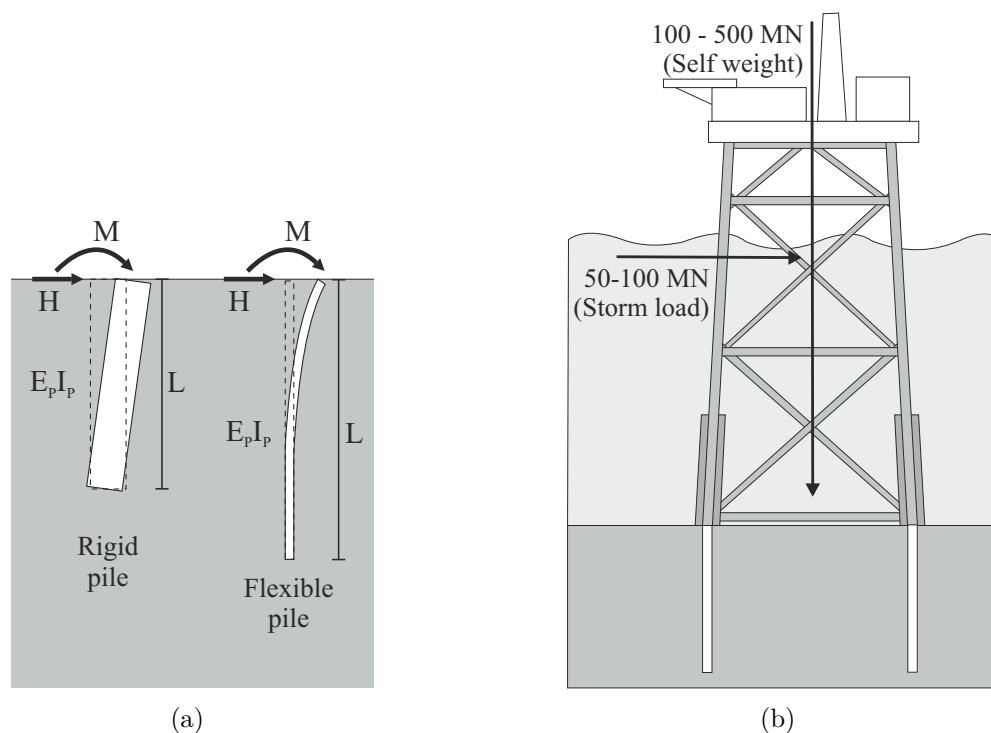 M
M
H
H
EₚIₚ
L
EₚIₚ
L
Rigid
pile
Flexible
pile
(a)
100 - 500 MN
(Self weight)
50-100 MN
(Storm load)
(b)